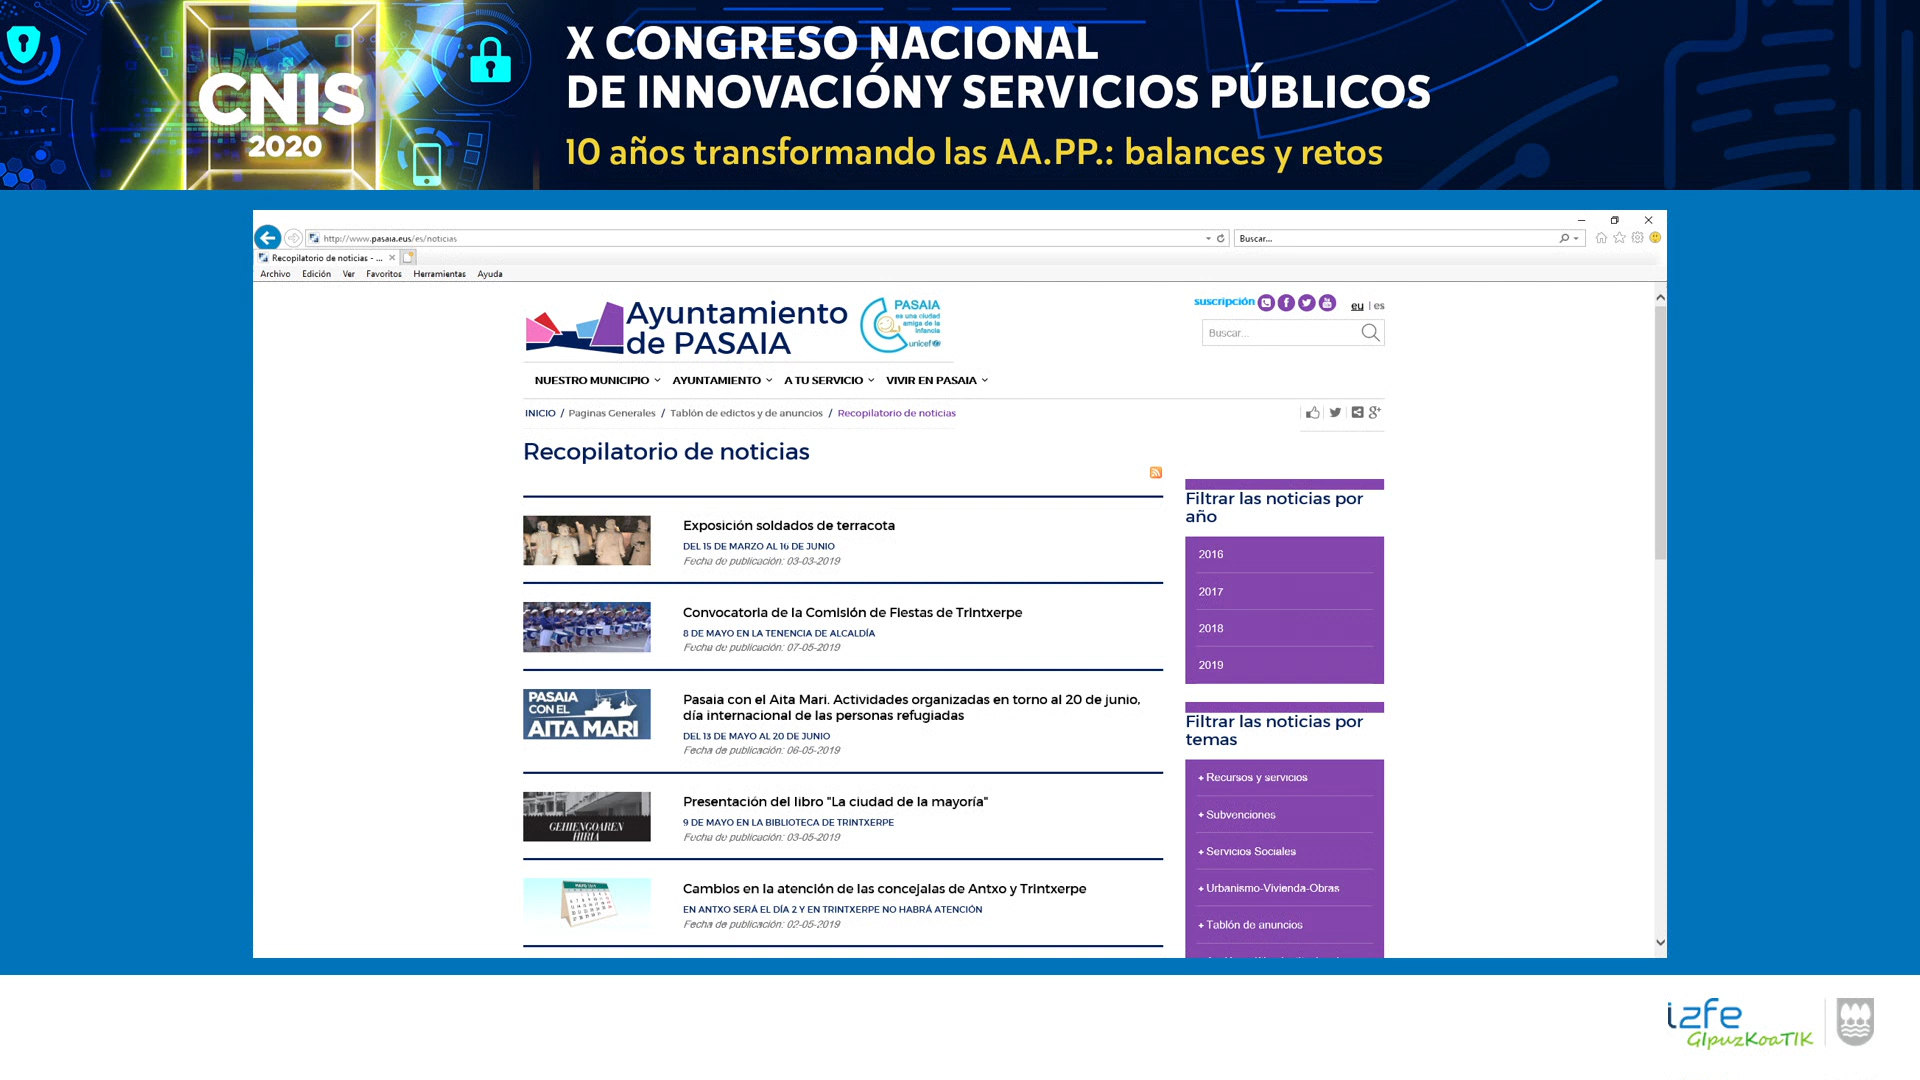 CNIS
2020
X CONGRESO NACIONAL
DE INNOVACIÓNY SERVICIOS PÚBLICOS
10 años transformando las AA.PP.: balances y retos
http://www.pasaia.eus/es/noticias
Buscar...
Recopilatorio de noticias - ...
Archivo Edición Ver Favoritos Herramientas Ayuda
Ayuntamiento
de PASAIA
PASAIA
es una ciudad
amiga de la
infancia
unicef
suscripción
eu | es
Buscar...
NUESTRO MUNICIPIO AYUNTAMIENTO A TU SERVICIO VIVIR EN PASAIA
INICIO / Paginas Generales / Tablón de edictos y de anuncios / Recopilatorio de noticias
Recopilatorio de noticias
Exposición soldados de terracota
DEL 15 DE MARZO AL 16 DE JUNIO
Fecha de publicación: 03-03-2019
Convocatoria de la Comisión de Fiestas de Trintxerpe
8 DE MAYO EN LA TENENCIA DE ALCALDÍA
Fecha de publicación: 07-05-2019
PASAIA
CON EL
AITA MARI
Pasaia con el Aita Mari. Actividades organizadas en torno al 20 de junio,
día internacional de las personas refugiadas
DEL 13 DE MAYO AL 20 DE JUNIO
Fecha de publicación: 06-05-2019
GEHIENGOAREN
HIRIA
Presentación del libro "La ciudad de la mayoría"
9 DE MAYO EN LA BIBLIOTECA DE TRINTXERPE
Fecha de publicación: 03-05-2019
Cambios en la atención de las concejalas de Antxo y Trintxerpe
EN ANTXO SERÁ EL DÍA 2 Y EN TRINTXERPE NO HABRÁ ATENCIÓN
Fecha de publicación: 02-05-2019
Filtrar las noticias por
año
2016
2017
2018
2019
Filtrar las noticias por
temas
+ Recursos y servicios
+ Subvenciones
+ Servicios Sociales
+ Urbanismo-Vivienda-Obras
+ Tablón de anuncios
izfe
GIpuzKoaTIK